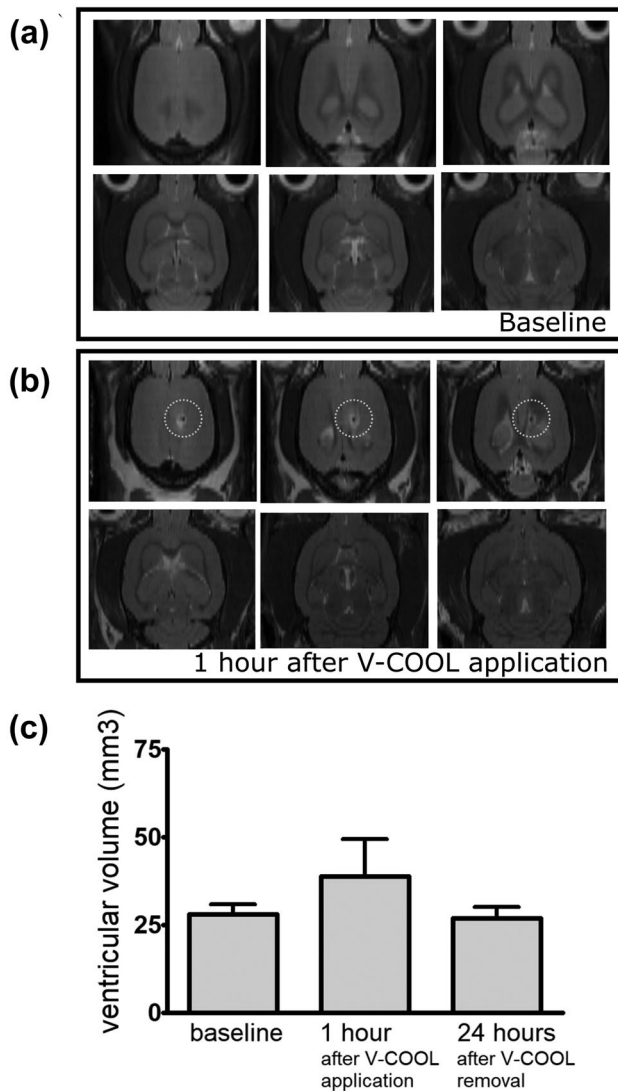 (a)
Baseline
(b)
1 hour after V-COOL application
(c)
ventricular volume (mm3)
75
50
25
0
baseline
1 hour
after V-COOL
application
24 hours
after V-COOL
removal